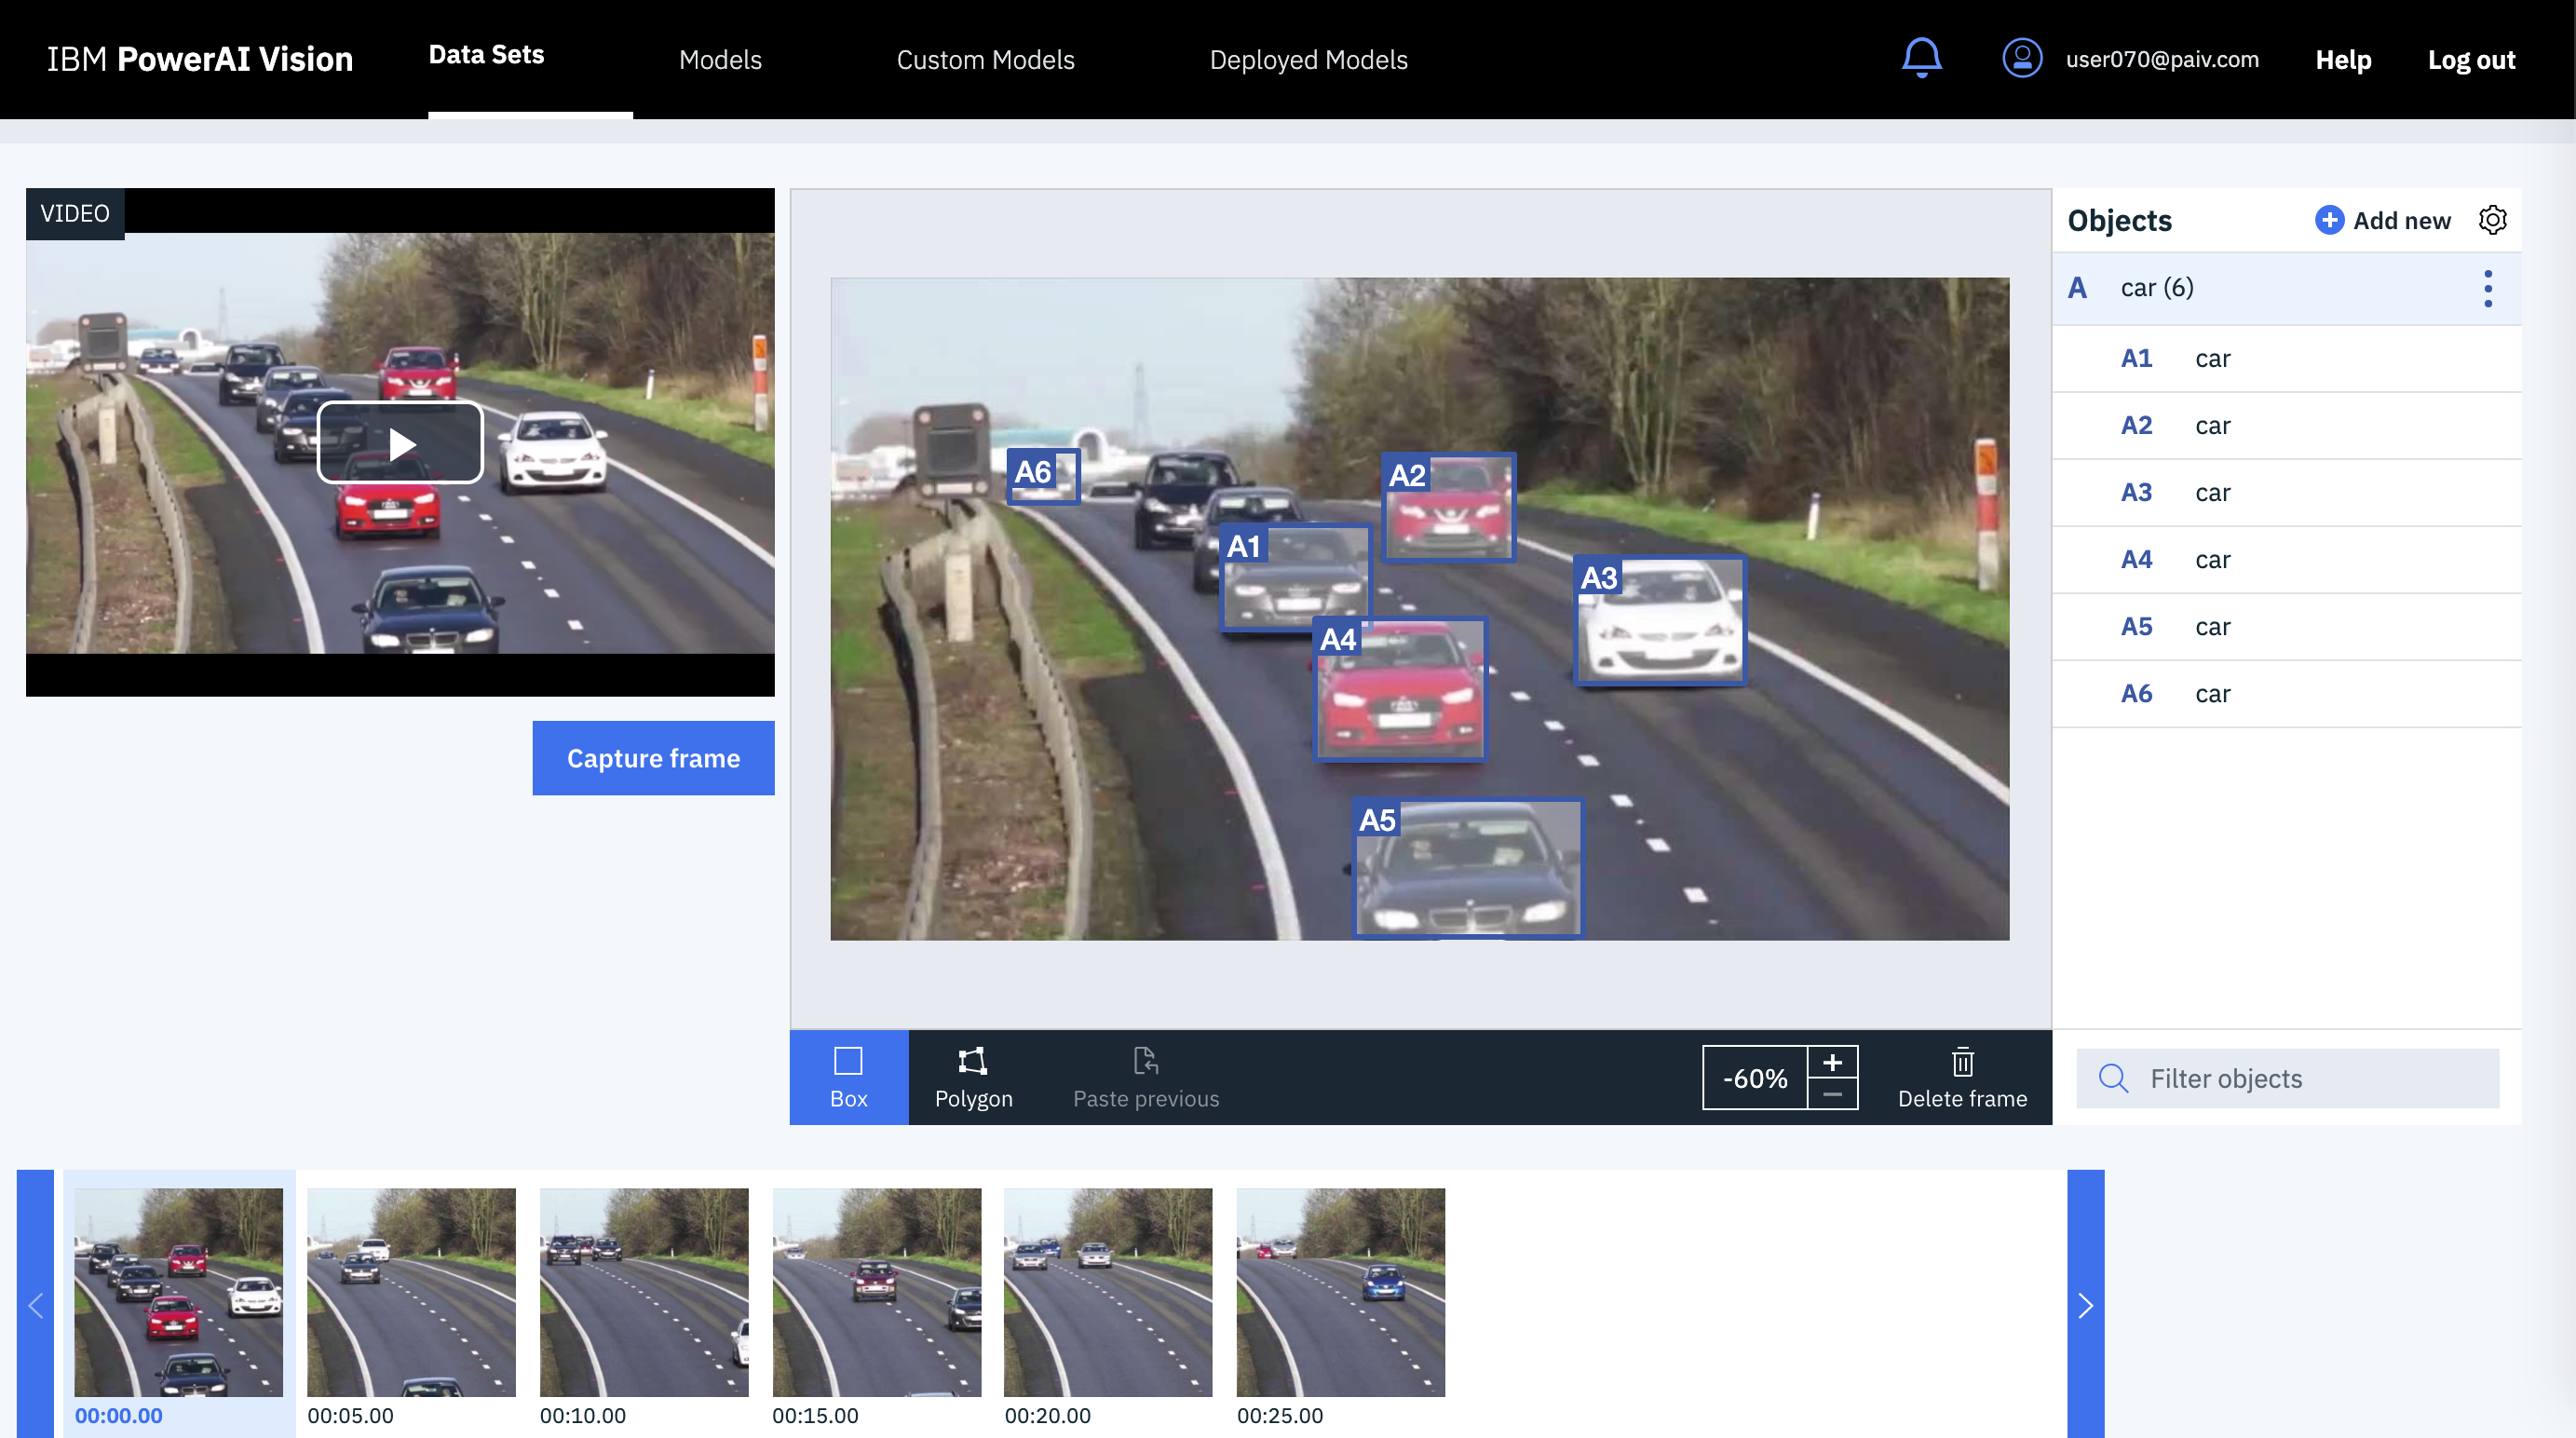 IBM PowerAI Vision Data Sets Models Custom Models Deployed Models user070@paiv.com Help Log out
VIDEO
Capture frame
A6
A2
A1
A3
A4
A5
Box Polygon Paste previous -60% + − Delete frame
Objects Add new
A car (6)
A1 car
A2 car
A3 car
A4 car
A5 car
A6 car
Filter objects
00:00.00 00:05.00 00:10.00 00:15.00 00:20.00 00:25.00